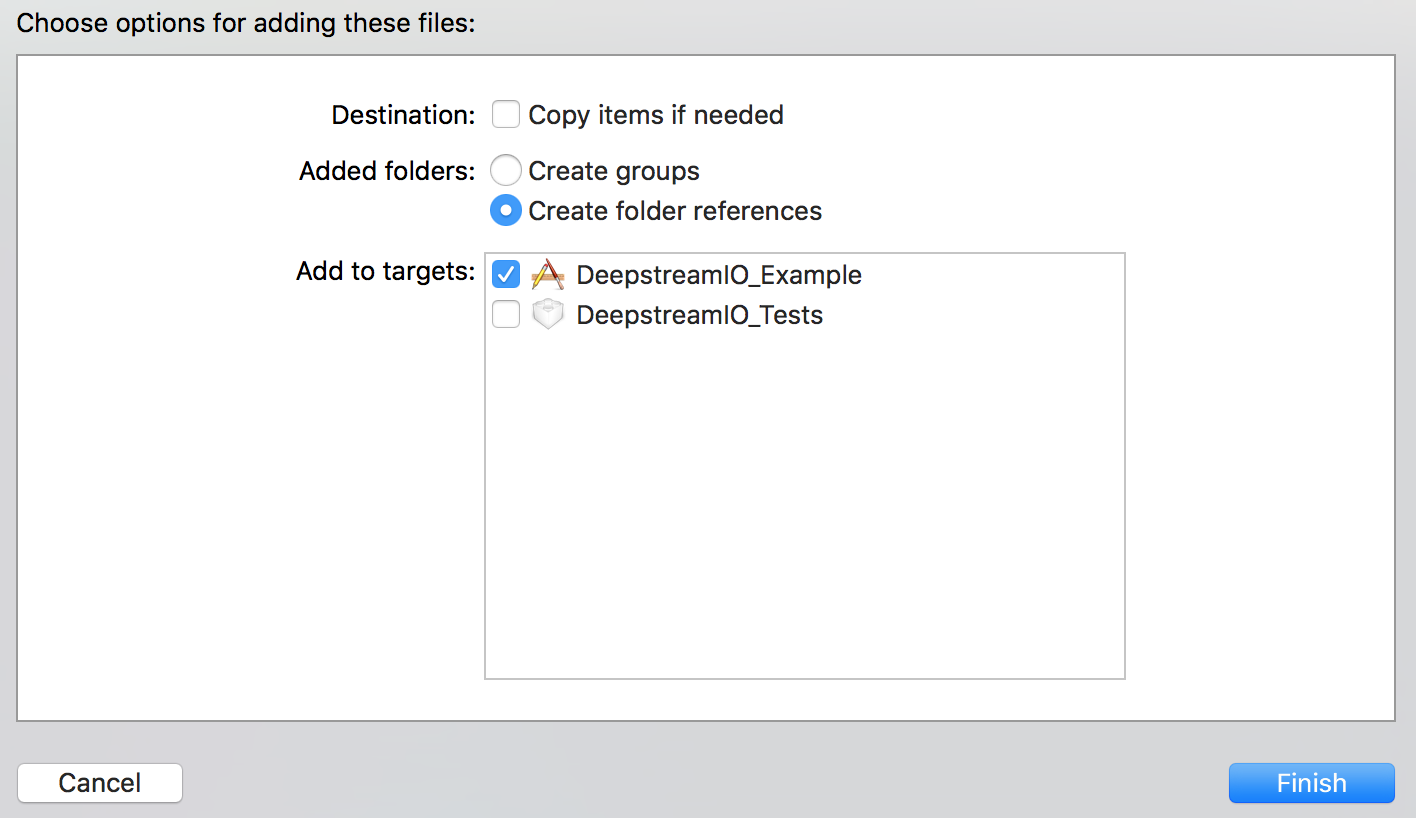 Choose options for adding these files:
Destination: Copy items if needed
Added folders: Create groups
Create folder references
Add to targets: DeepstreamIO_Example
DeepstreamIO_Tests
Cancel Finish